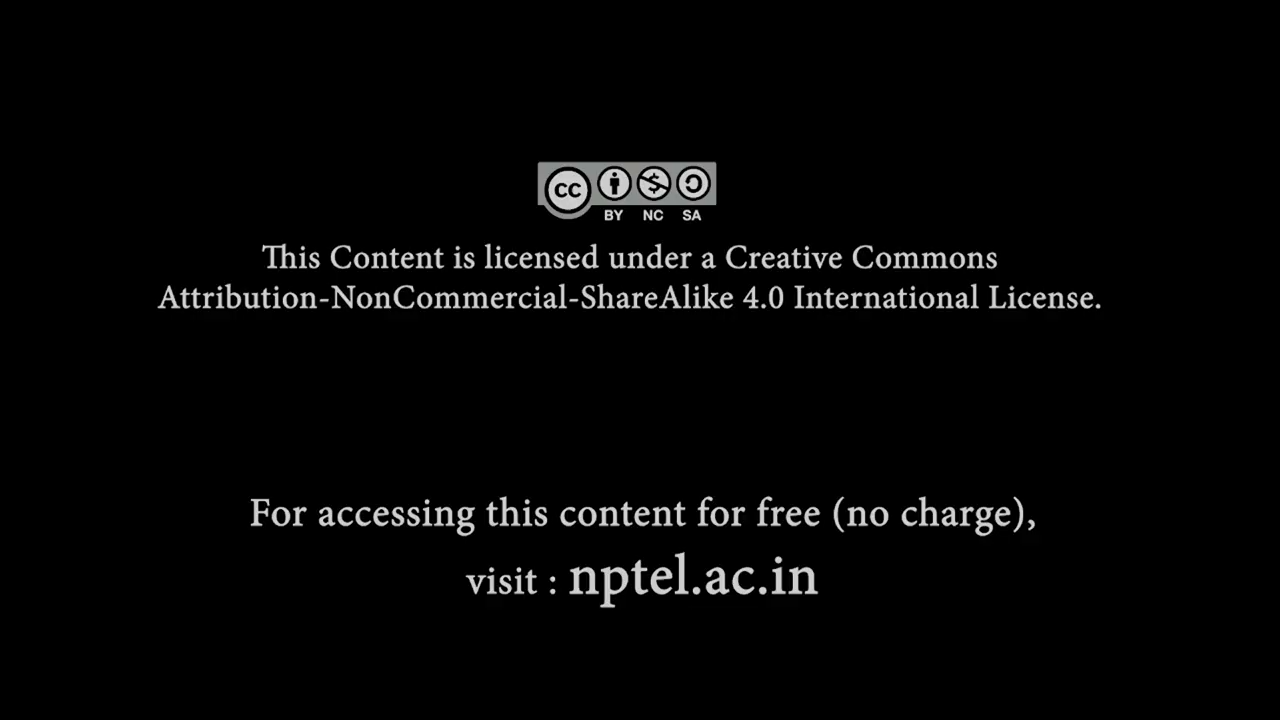 cc
BY NC SA
This Content is licensed under a Creative Commons
Attribution-NonCommercial-ShareAlike 4.0 International License.
For accessing this content for free (no charge),
visit : nptel.ac.in